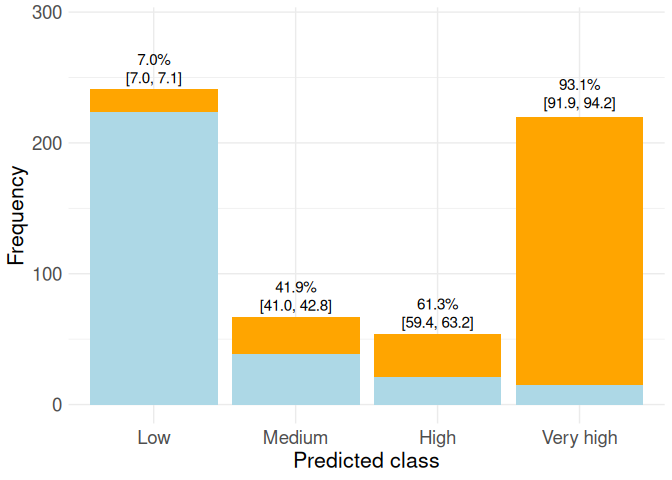 300
200
100
0
Frequency
7.0%
[7.0, 7.1]
41.9%
[41.0, 42.8]
61.3%
[59.4, 63.2]
93.1%
[91.9, 94.2]
Low
Medium
High
Very high
Predicted class